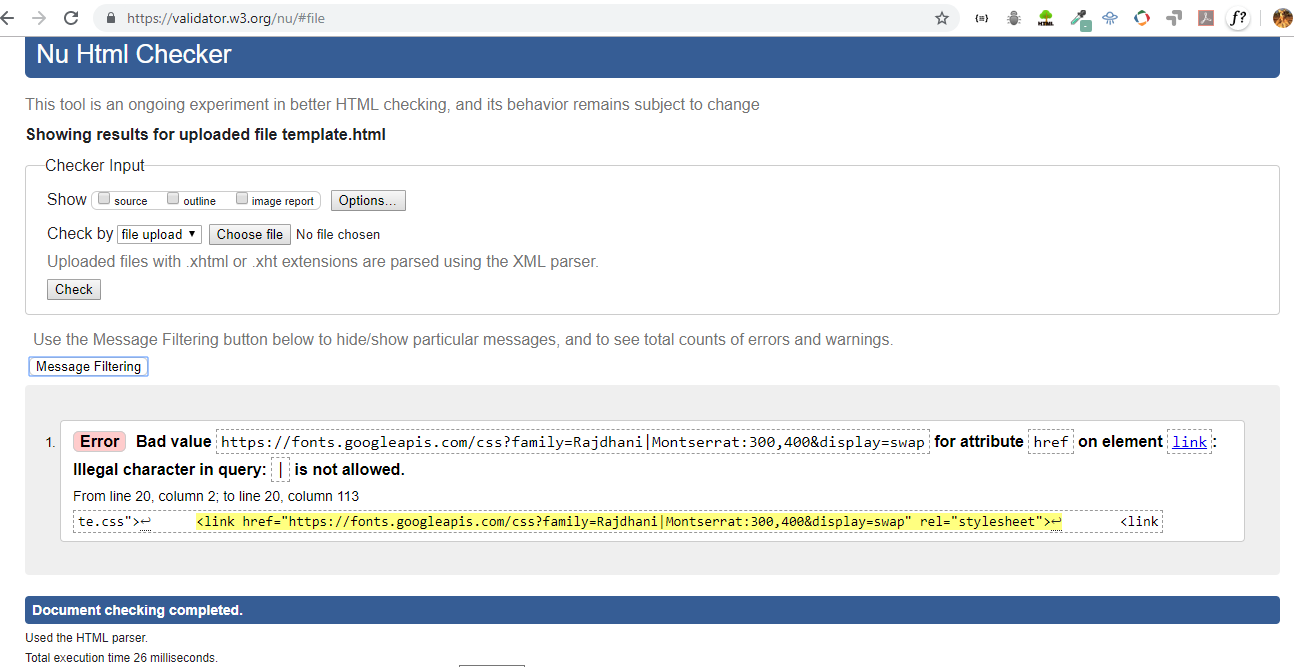 https://validator.w3.org/nu/#file
Nu Html Checker
This tool is an ongoing experiment in better HTML checking, and its behavior remains subject to change
Showing results for uploaded file template.html
Checker Input
Show source outline image report Options...
Check by file upload ▼ Choose file No file chosen
Uploaded files with .xhtml or .xht extensions are parsed using the XML parser.
Check
Use the Message Filtering button below to hide/show particular messages, and to see total counts of errors and warnings.
Message Filtering
1. Error Bad value https://fonts.googleapis.com/css?family=Rajdhani|Montserrat:300,400&display=swap for attribute href on element link:
Illegal character in query: | is not allowed.
From line 20, column 2; to line 20, column 113
te.css">↩ <link href="https://fonts.googleapis.com/css?family=Rajdhani|Montserrat:300,400&display=swap" rel="stylesheet">↩ <link
Document checking completed.
Used the HTML parser.
Total execution time 26 milliseconds.